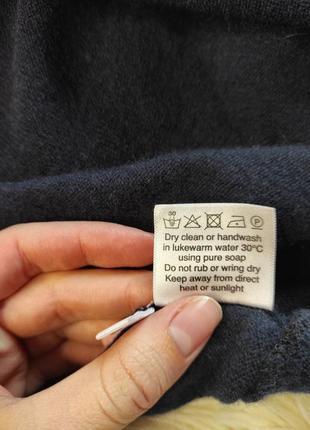 30 P
Dry clean or handwash
in lukewarm water 30°C
using pure soap
Do not rub or wring dry
Keep away from direct
heat or sunlight